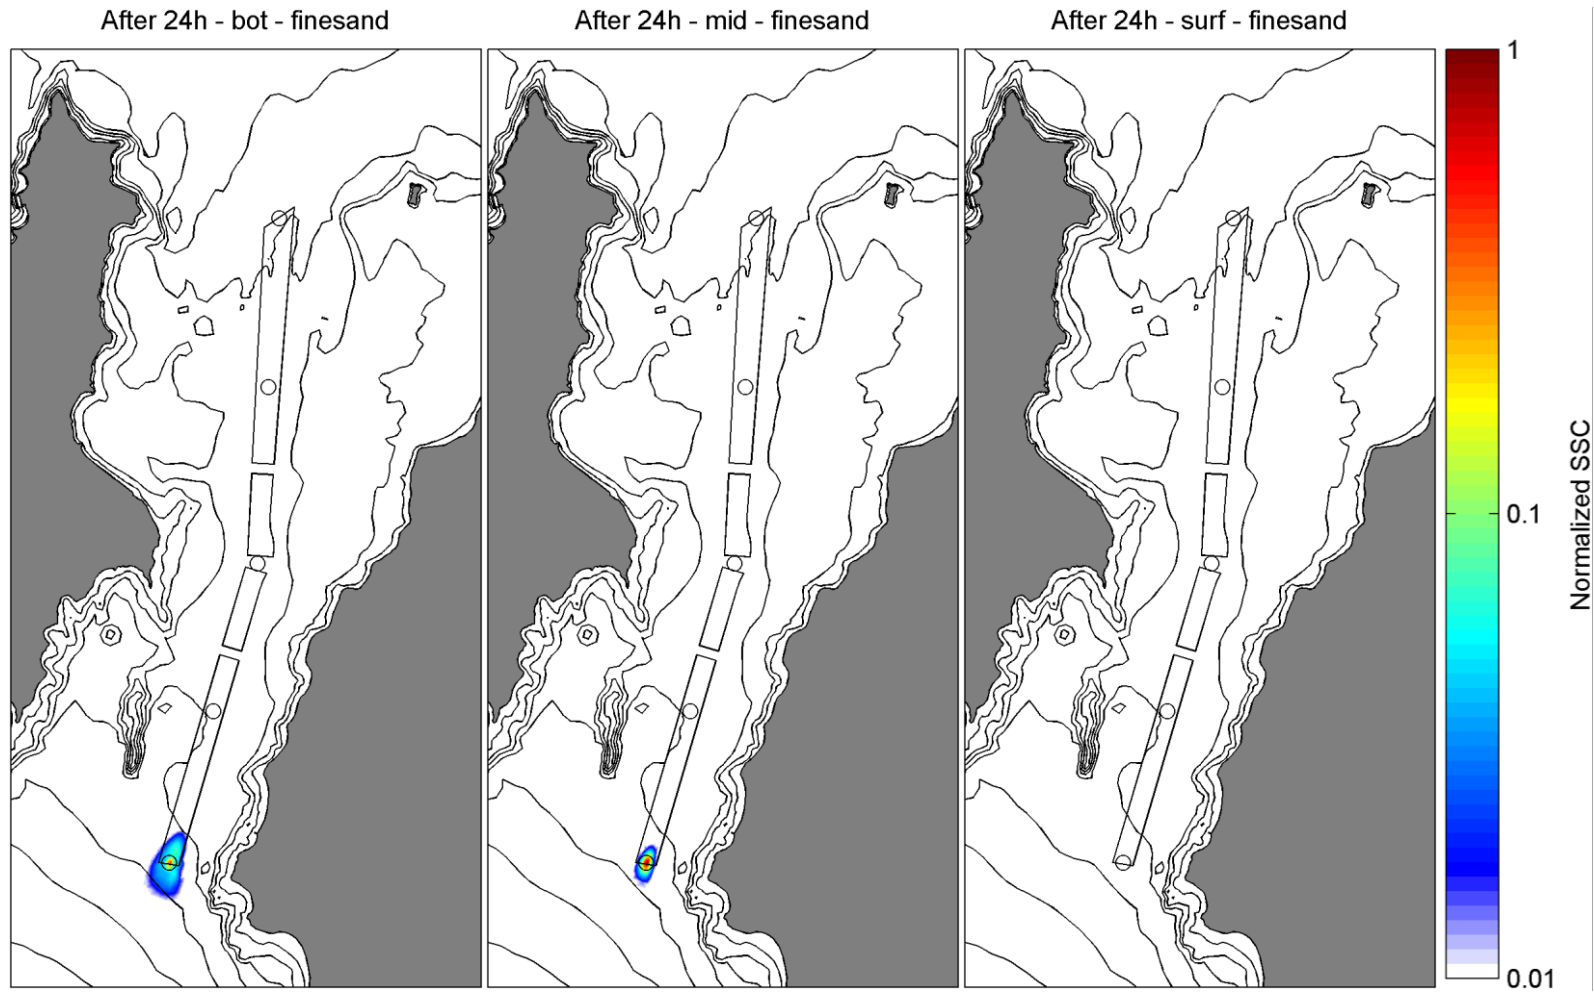 After 24h - bot - finesand
After 24h - mid - finesand
After 24h - surf - finesand
1
0.1
0.01
Normalized SSC